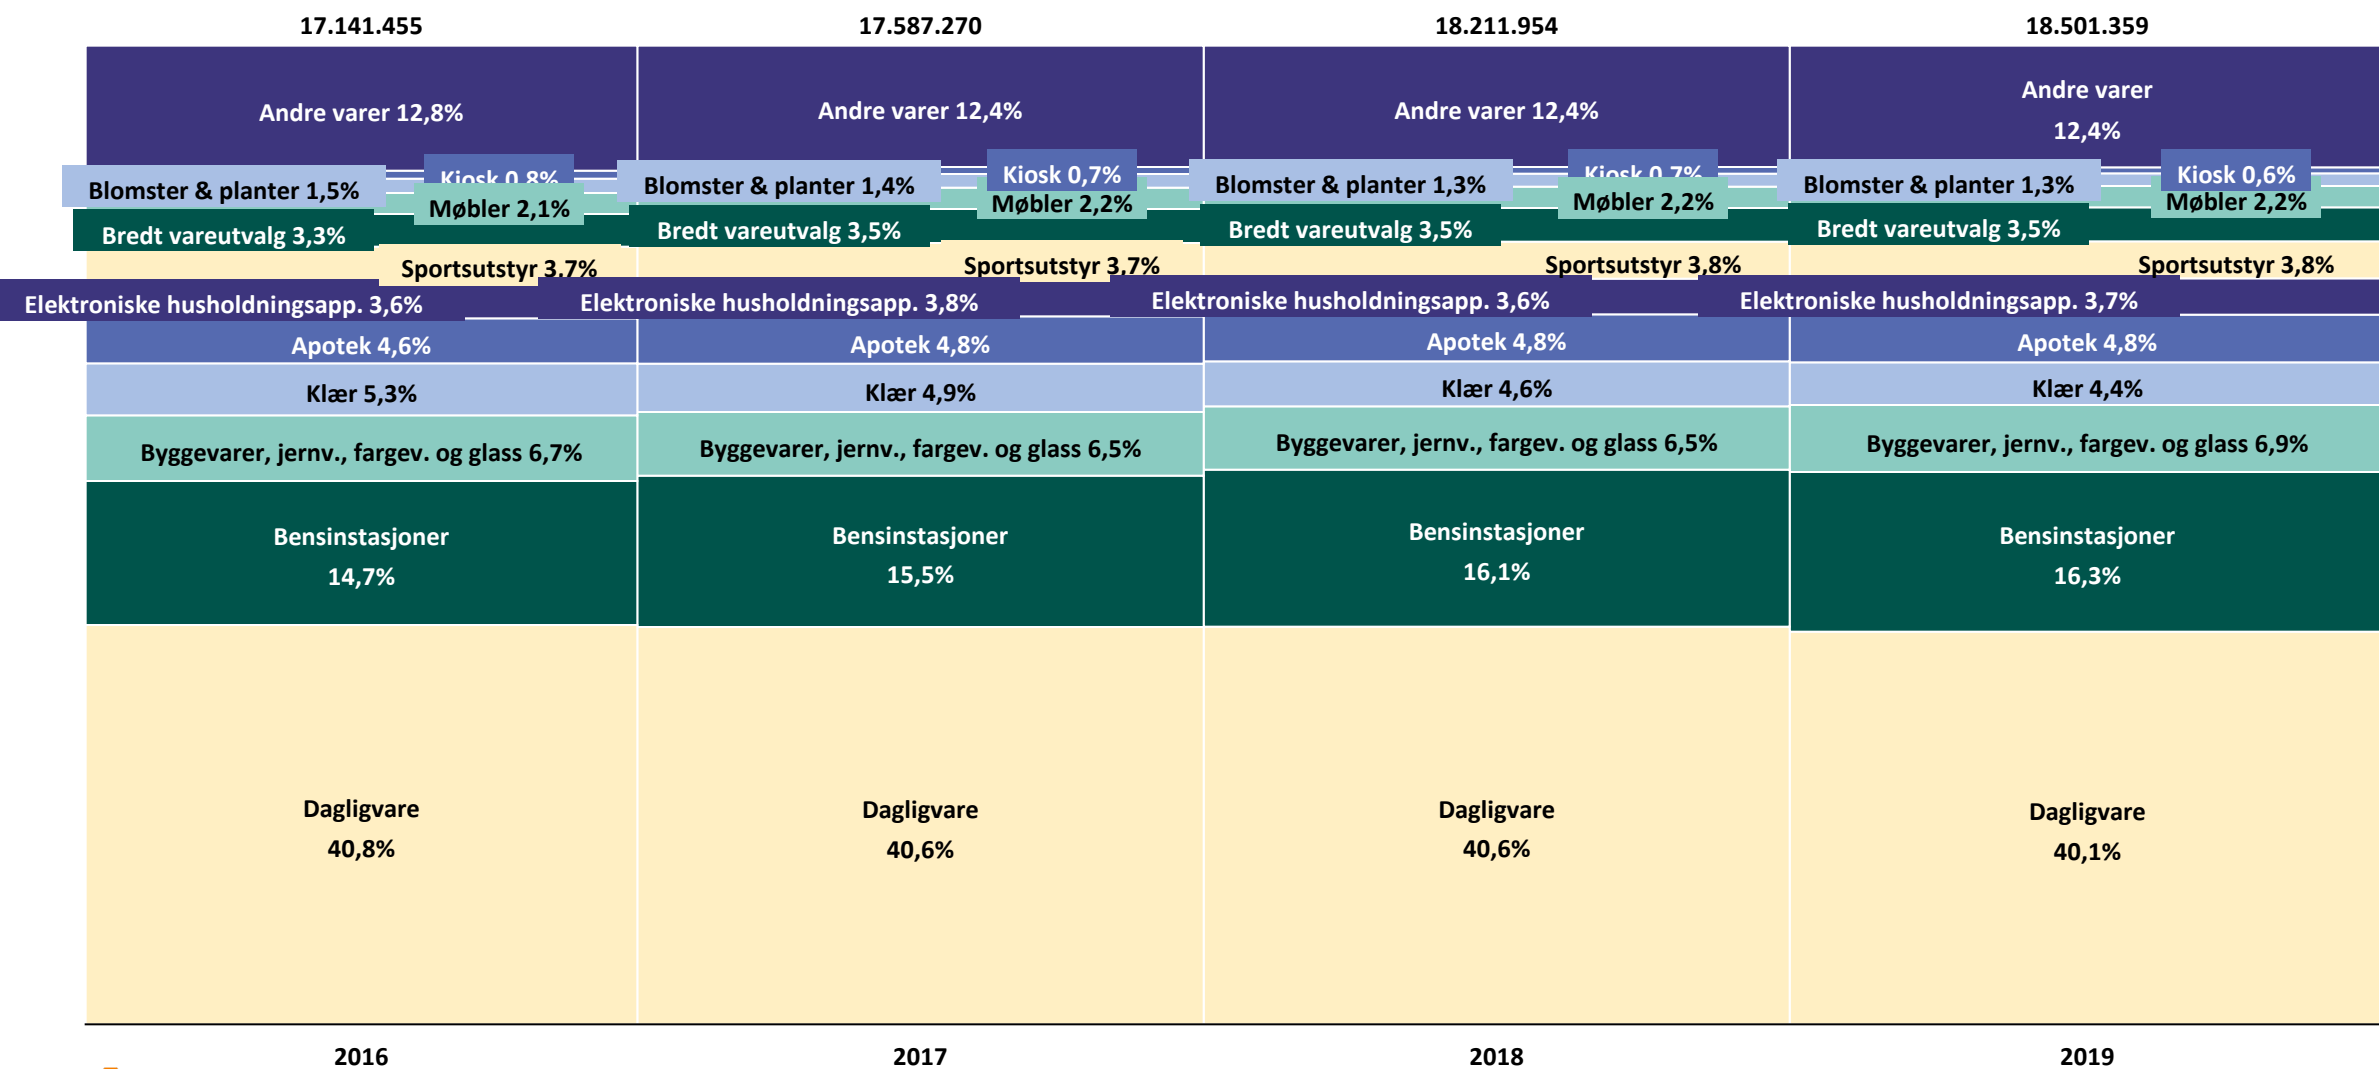 17.141.455
17.587.270
18.211.954
18.501.359
Andre varer 12,8%
Andre varer 12,4%
Andre varer 12,4%
Andre varer
12,4%
Kiosk 0,8%
Kiosk 0,7%
Kiosk 0,7%
Kiosk 0,6%
Blomster & planter 1,5%
Blomster & planter 1,4%
Blomster & planter 1,3%
Blomster & planter 1,3%
Møbler 2,1%
Møbler 2,2%
Møbler 2,2%
Møbler 2,2%
Bredt vareutvalg 3,3%
Bredt vareutvalg 3,5%
Bredt vareutvalg 3,5%
Bredt vareutvalg 3,5%
Sportsutstyr 3,7%
Sportsutstyr 3,7%
Sportsutstyr 3,8%
Sportsutstyr 3,8%
Elektroniske husholdningsapp. 3,6%
Elektroniske husholdningsapp. 3,8%
Elektroniske husholdningsapp. 3,6%
Elektroniske husholdningsapp. 3,7%
Apotek 4,6%
Apotek 4,8%
Apotek 4,8%
Apotek 4,8%
Klær 5,3%
Klær 4,9%
Klær 4,6%
Klær 4,4%
Byggevarer, jernv., fargev. og glass 6,7%
Byggevarer, jernv., fargev. og glass 6,5%
Byggevarer, jernv., fargev. og glass 6,5%
Byggevarer, jernv., fargev. og glass 6,9%
Bensinstasjoner
14,7%
Bensinstasjoner
15,5%
Bensinstasjoner
16,1%
Bensinstasjoner
16,3%
Dagligvare
40,8%
Dagligvare
40,6%
Dagligvare
40,6%
Dagligvare
40,1%
2016
2017
2018
2019